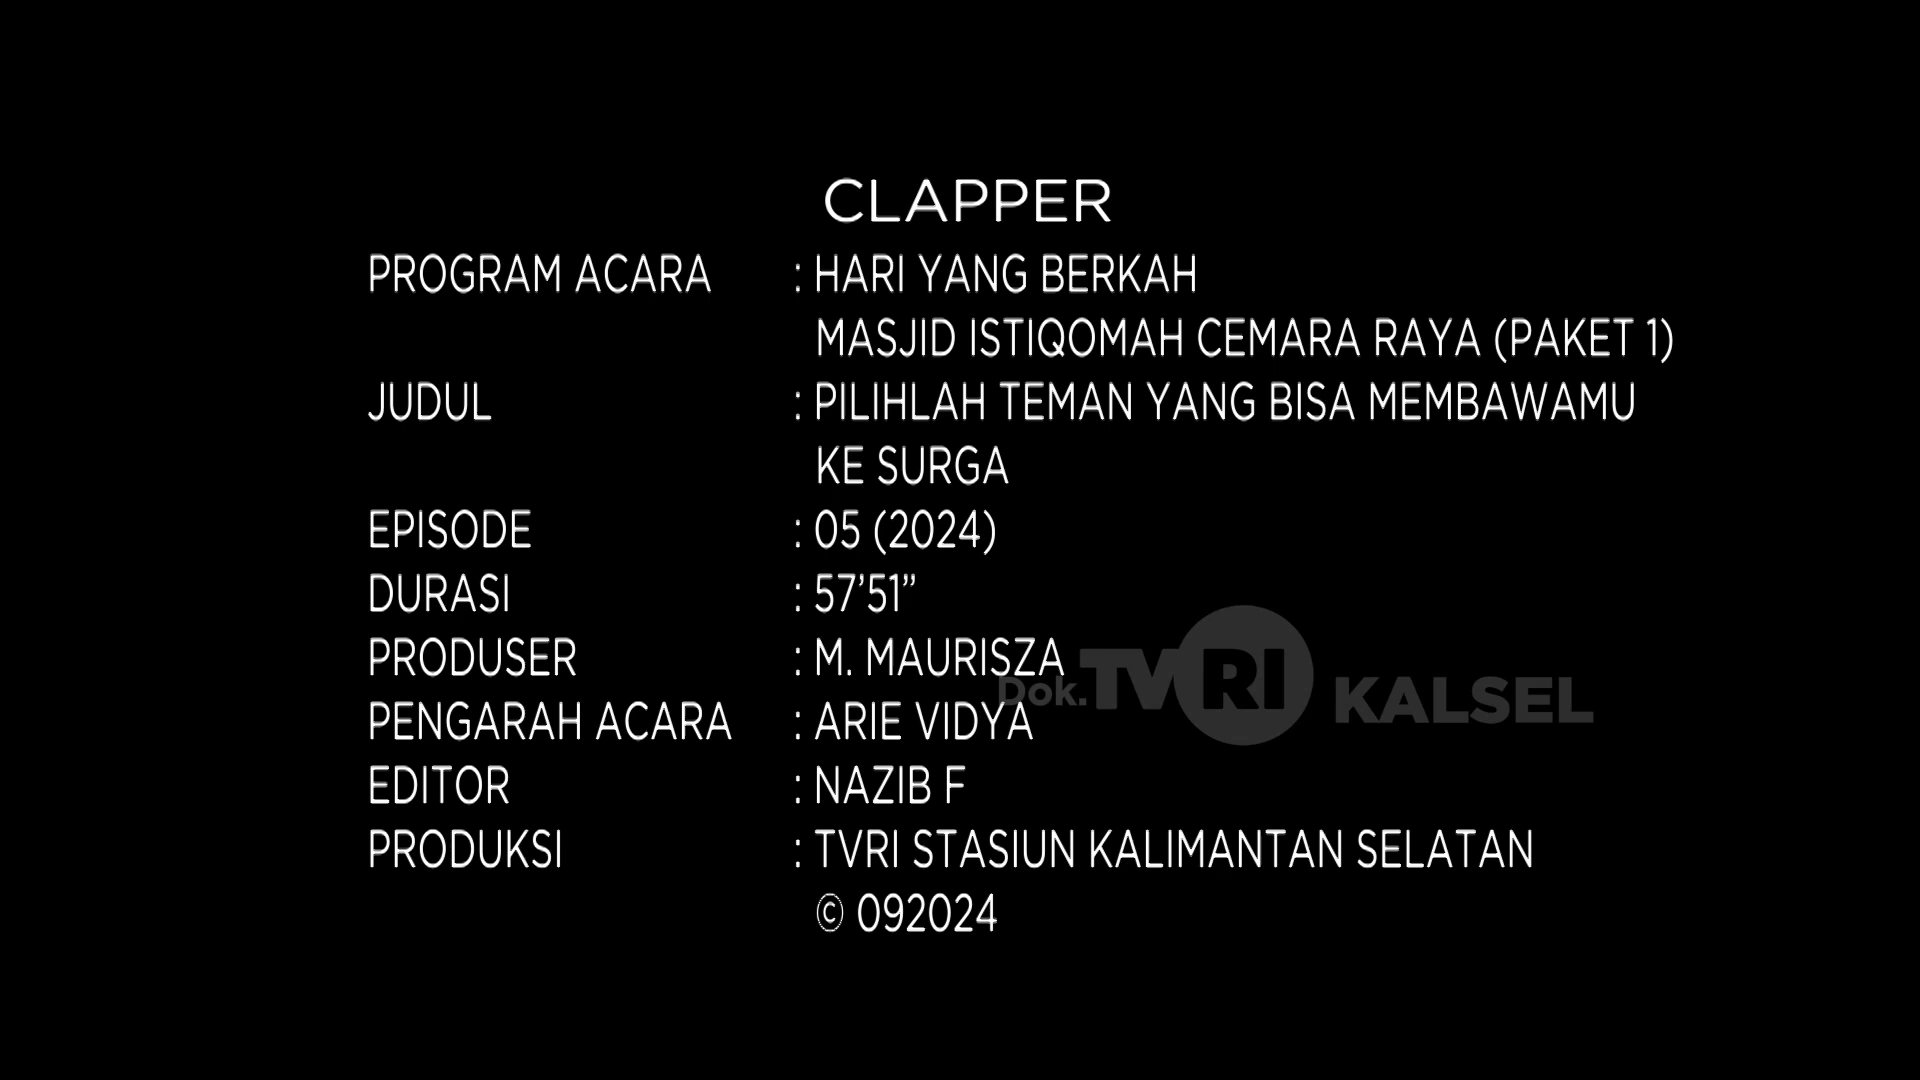 CLAPPER
PROGRAM ACARA : HARI YANG BERKAH
MASJID ISTIQOMAH CEMARA RAYA (PAKET 1)
JUDUL : PILIHLAH TEMAN YANG BISA MEMBAWAMU
KE SURGA
EPISODE : 05 (2024)
DURASI : 57’51”
PRODUSER : M. MAURISZA
Dok. TVRI KALSEL
PENGARAH ACARA : ARIE VIDYA
EDITOR : NAZIB F
PRODUKSI : TVRI STASIUN KALIMANTAN SELATAN
© 092024